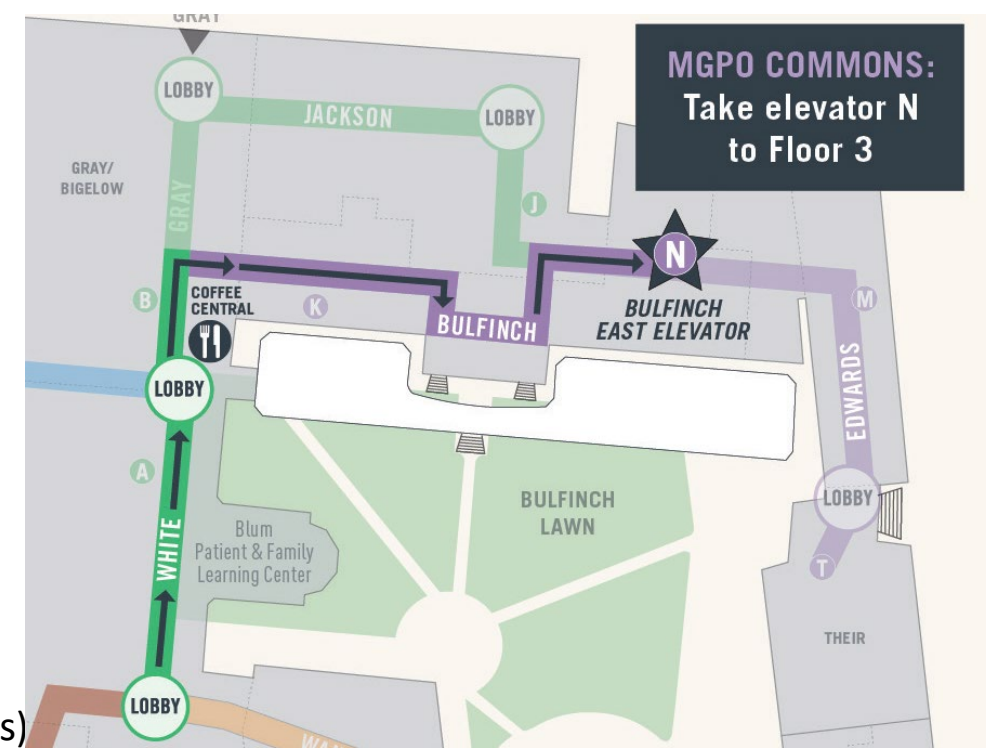 GRAY
MGPO COMMONS:
Take elevator N
to Floor 3
LOBBY
JACKSON
LOBBY
GRAY/
BIGELOW
GRAY
J
N
B
COFFEE
CENTRAL
K
BULFINCH
BULFINCH
EAST ELEVATOR
M
LOBBY
EDWARDS
A
WHITE
BULFINCH
LAWN
LOBBY
Blum
Patient & Family
Learning Center
T
THEIR
LOBBY
s)